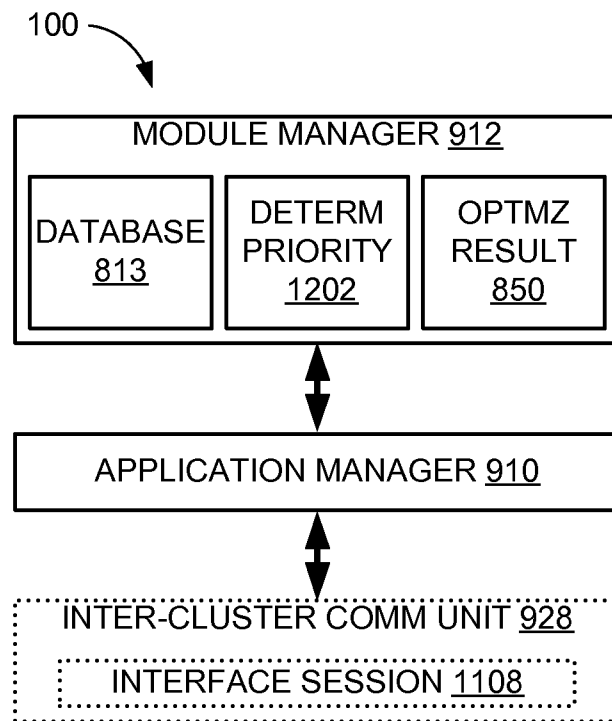 100
MODULE MANAGER 912
DATABASE
813
DETERM
PRIORITY
1202
OPTMZ
RESULT
850
APPLICATION MANAGER 910
INTER-CLUSTER COMM UNIT 928
INTERFACE SESSION 1108